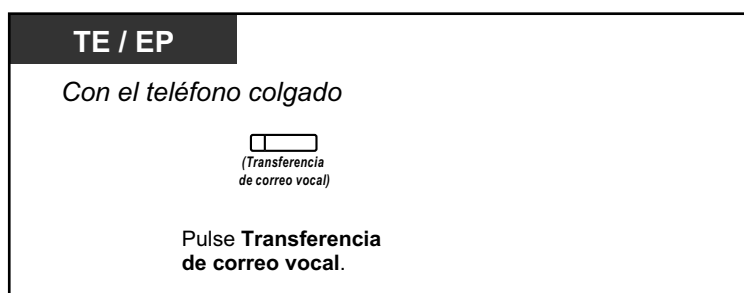 TE / EP
Con el teléfono colgado
(Transferencia
de correo vocal)
Pulse Transferencia
de correo vocal.